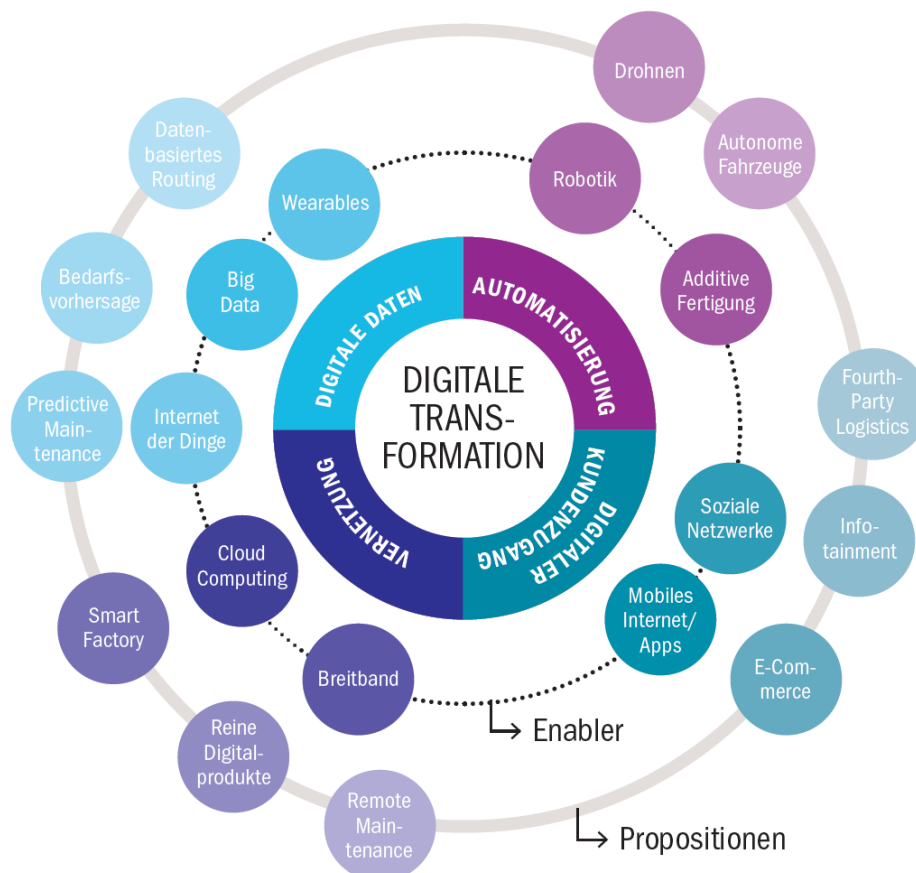 Drohnen
Daten-
basiertes
Routing
Autonome
Fahrzeuge
Wearables
Robotik
Bedarfs-
vorhersage
Big
Data
Additive
Fertigung
DIGITALE DATEN
AUTOMATISIERUNG
DIGITALE
TRANS-
FORMATION
Predictive
Main-
tenance
Internet
der Dinge
Fourth-
Party
Logistics
VERNETZUNG
DIGITALER
KUNDENZUGANG
Soziale
Netzwerke
Info-
tainment
Cloud
Computing
Mobiles
Internet/
Apps
Smart
Factory
Breitband
E-Com-
merce
Enabler
Reine
Digital-
produkte
Remote
Main-
tenance
Propositionen